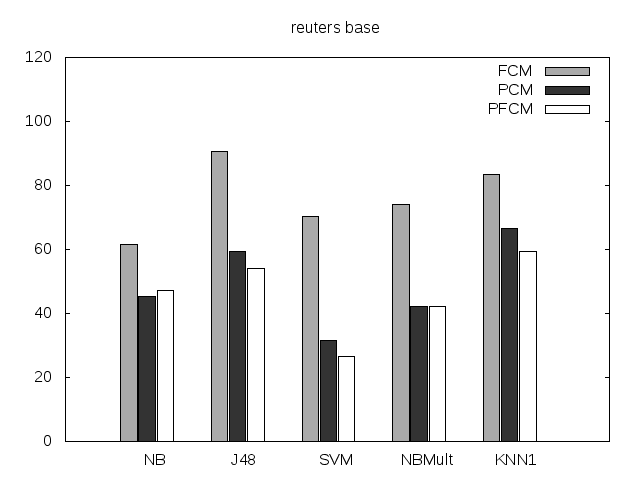 reuters base
120
100
80
60
40
20
0
FCM
PCM
PFCM
NB J48 SVM NBMult KNN1